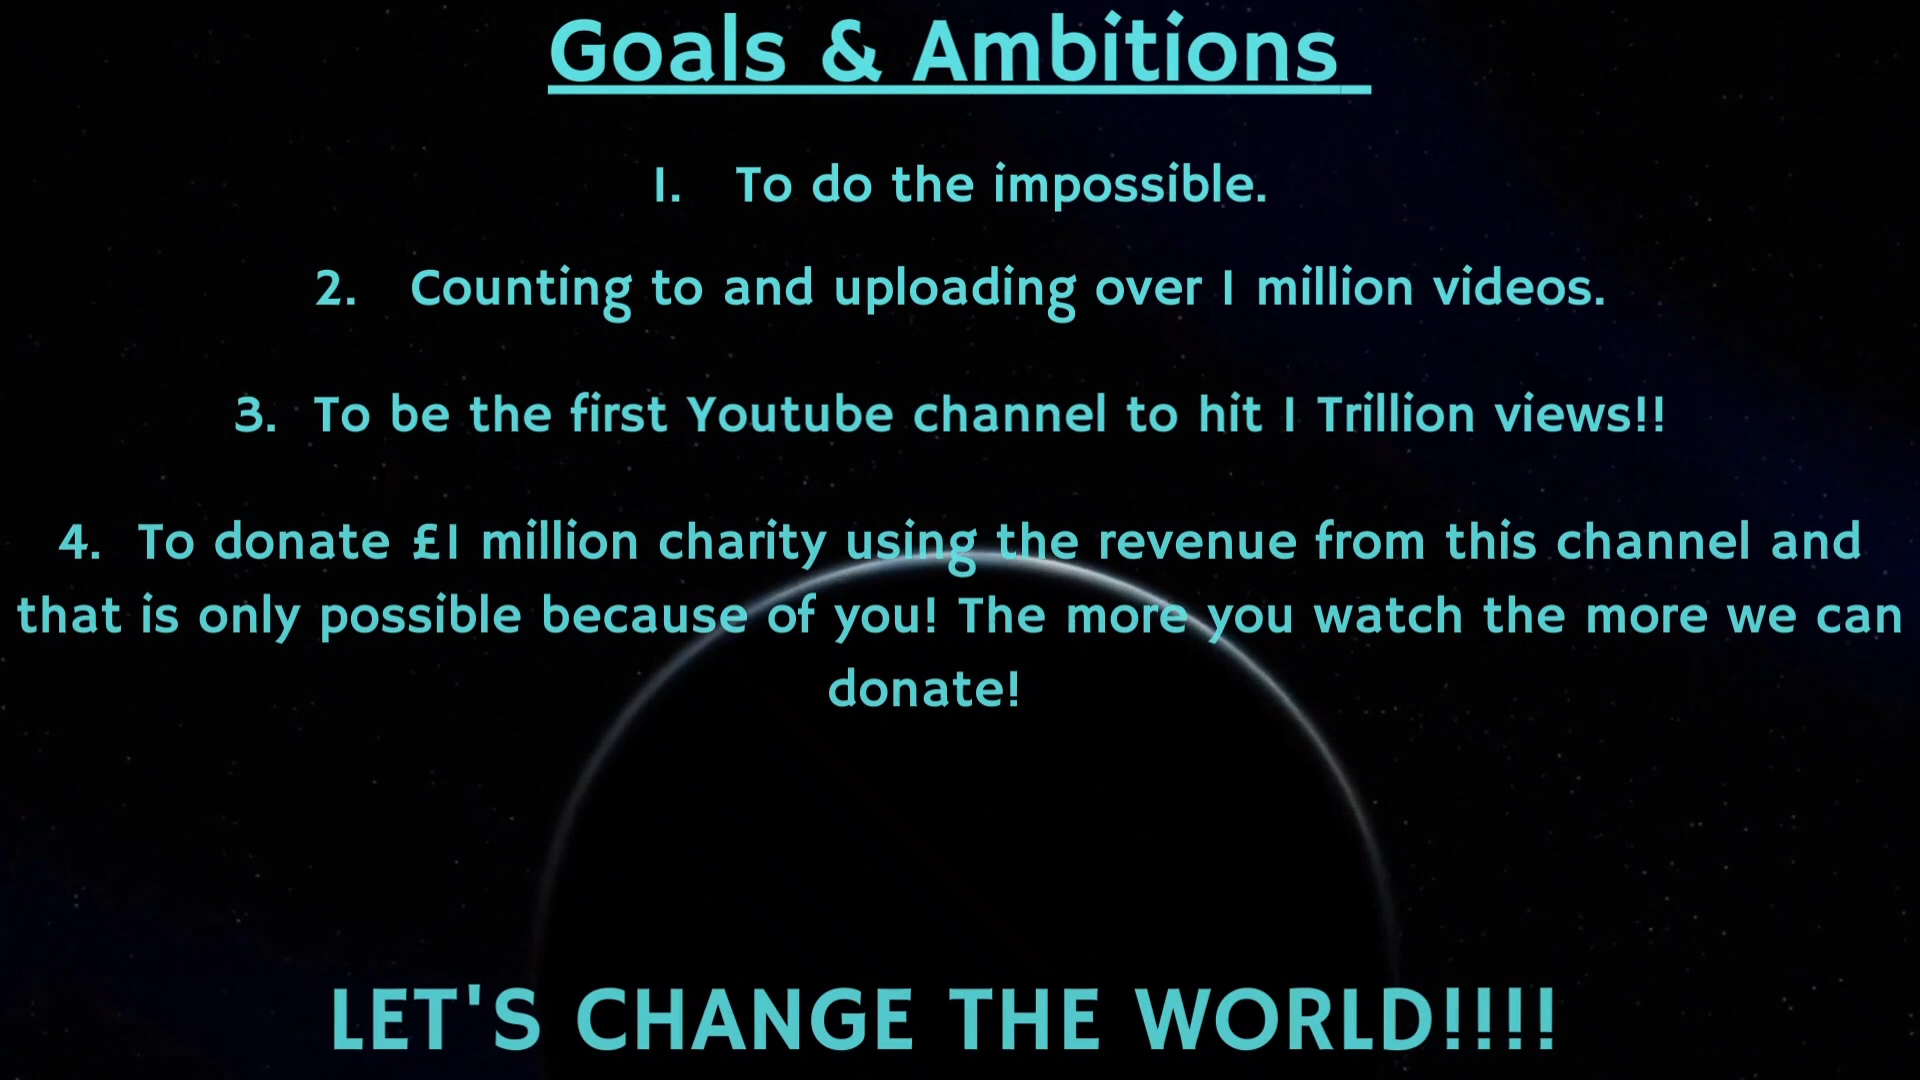 Goals & Ambitions
1. To do the impossible.
2. Counting to and uploading over 1 million videos.
3. To be the first Youtube channel to hit 1 Trillion views!!
4. To donate £1 million charity using the revenue from this channel and
that is only possible because of you! The more you watch the more we can
donate!
LET'S CHANGE THE WORLD!!!!